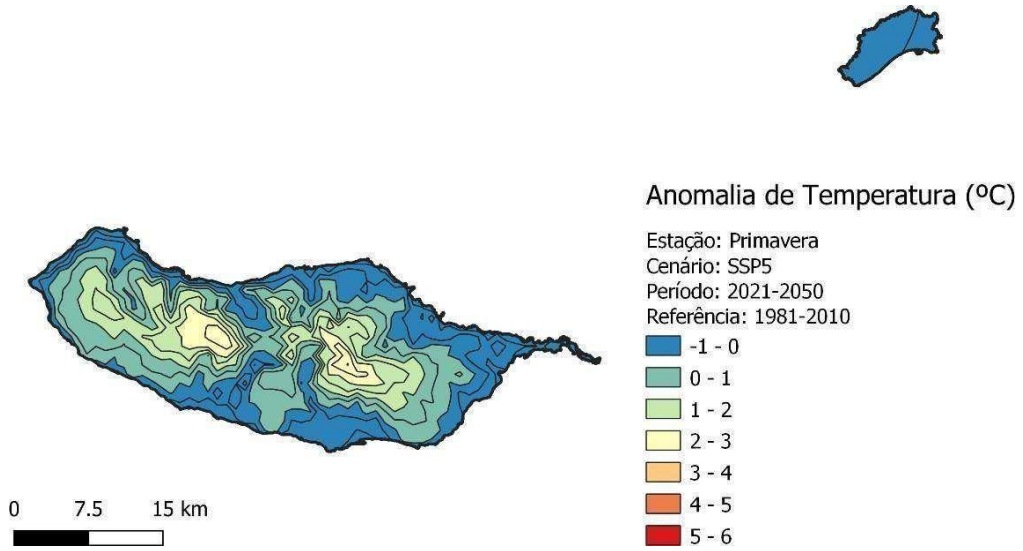 Anomalia de Temperatura (ºC)
Estação: Primavera
Cenário: SSP5
Período: 2021-2050
Referência: 1981-2010
-1 - 0
0 - 1
1 - 2
2 - 3
3 - 4
4 - 5
5 - 6
0 7.5 15 km